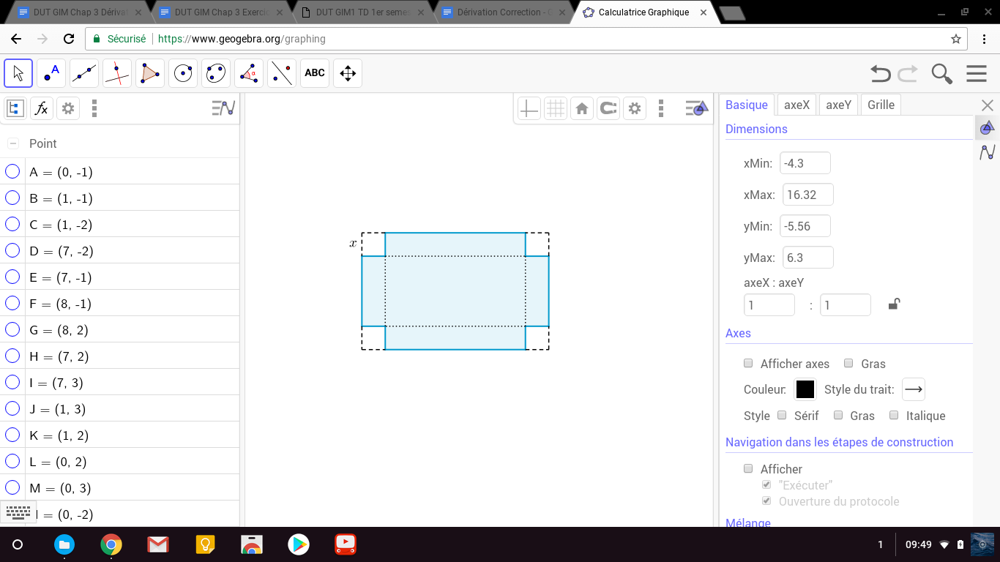 DUT GIM Chap 3 Dérivat
DUT GIM Chap 3 Exercic
DUT GIM1 TD 1er semes
Dérivation Correction - G
Calculatrice Graphique
Sécurisé
https://www.geogebra.org/graphing
A
α
ABC
fx
Point
A = (0, -1)
B = (1, -1)
C = (1, -2)
D = (7, -2)
E = (7, -1)
F = (8, -1)
G = (8, 2)
H = (7, 2)
I = (7, 3)
J = (1, 3)
K = (1, 2)
L = (0, 2)
M = (0, 3)
= (0, -2)
x
Basique axeX axeY Grille
Dimensions
xMin: -4.3
xMax: 16.32
yMin: -5.56
yMax: 6.3
axeX : axeY
1 : 1
Axes
Afficher axes Gras
Couleur: Style du trait:
Style Sérif Gras Italique
Navigation dans les étapes de construction
Afficher
"Exécuter"
Ouverture du protocole
Mélange
1 09:49